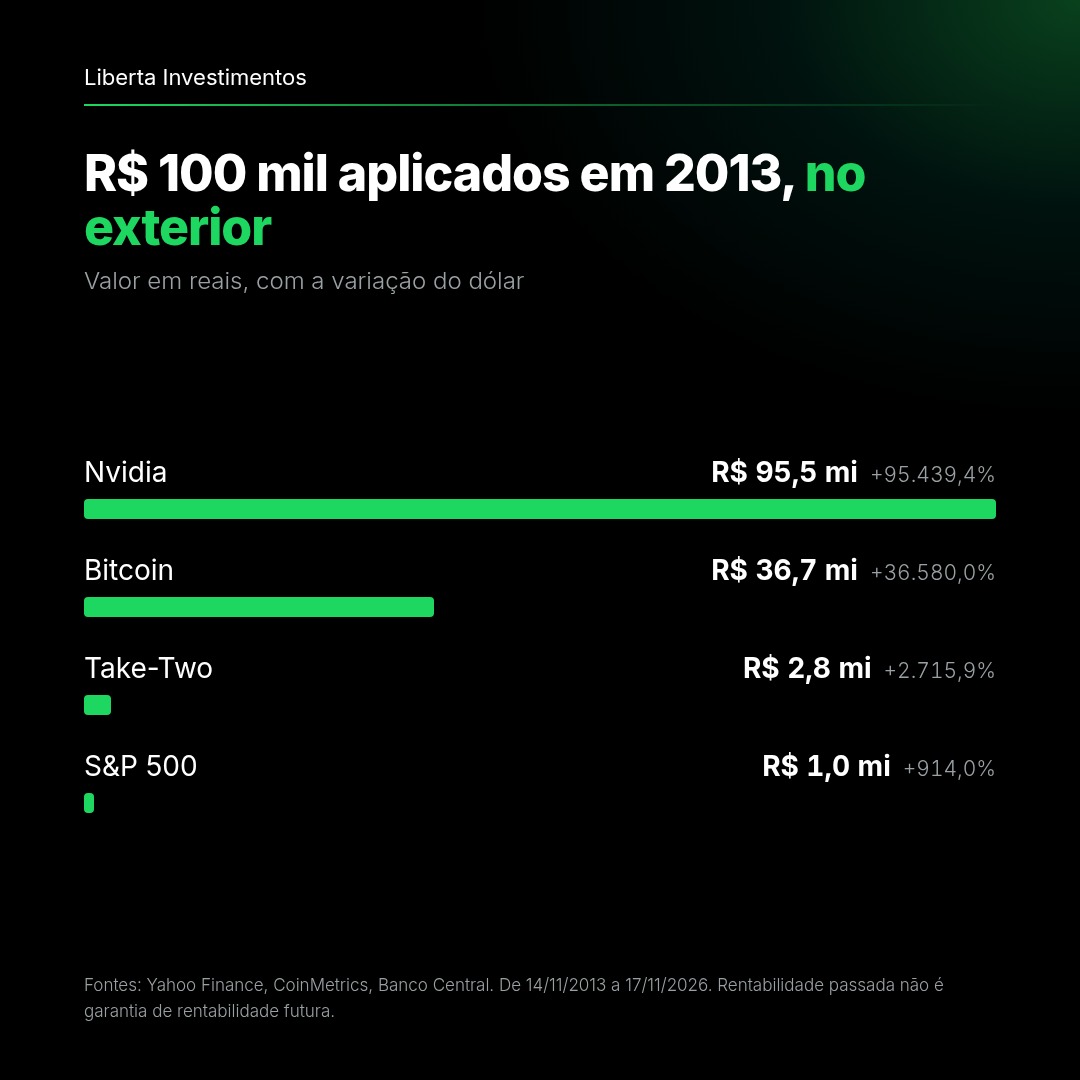 Liberta Investimentos
R$ 100 mil aplicados em 2013, no
exterior
Valor em reais, com a variação do dólar
Nvidia R$ 95,5 mi +95.439,4%
Bitcoin R$ 36,7 mi +36.580,0%
Take-Two R$ 2,8 mi +2.715,9%
S&P 500 R$ 1,0 mi +914,0%
Fontes: Yahoo Finance, CoinMetrics, Banco Central. De 14/11/2013 a 17/11/2026. Rentabilidade passada não é
garantia de rentabilidade futura.